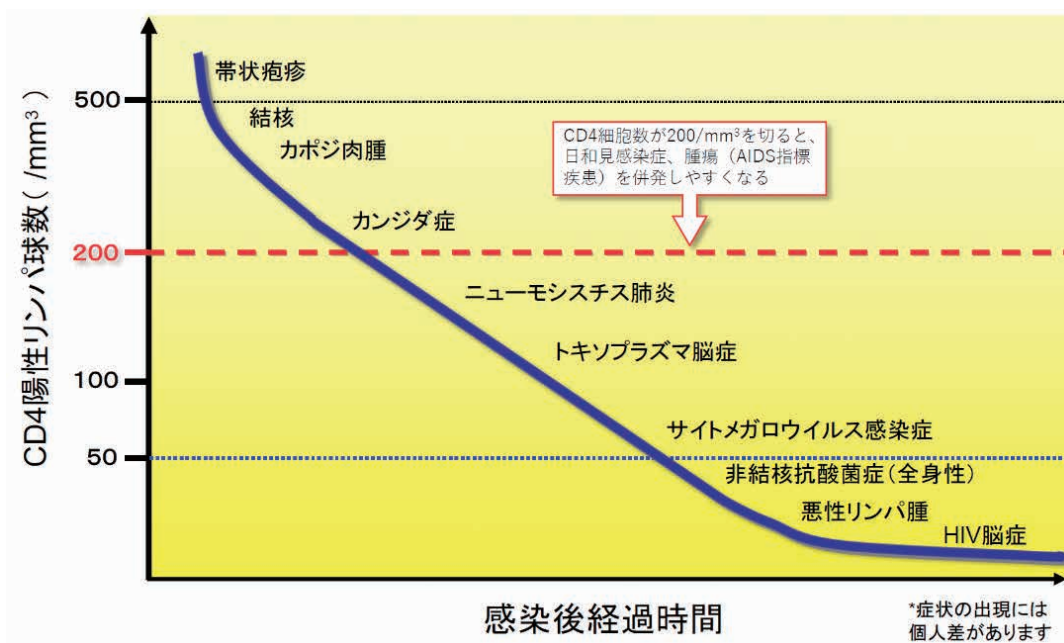 CD4陽性リンパ球数( /mm³)
500
200
100
50
帯状疱疹
結核
カポジ肉腫
CD4細胞数が200/mm³を切ると、
日和見感染症、腫瘍（AIDS指標
疾患）を併発しやすくなる
カンジダ症
ニューモシスチス肺炎
トキソプラズマ脳症
サイトメガロウイルス感染症
非結核抗酸菌症(全身性)
悪性リンパ腫
HIV脳症
感染後経過時間
*症状の出現には
個人差があります